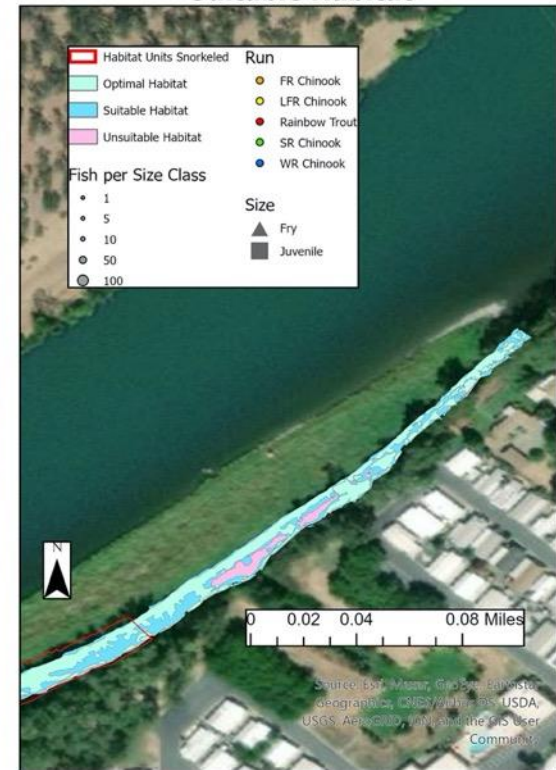 Habitat Units Snorkeled
Optimal Habitat
Suitable Habitat
Unsuitable Habitat
Fish per Size Class
1
5
10
50
100
Run
FR Chinook
LFR Chinook
Rainbow Trout
SR Chinook
WR Chinook
Size
Fry
Juvenile
N
0 0.02 0.04 0.08 Miles
Source: Esri, Maxar, GeoEye, Earthstar
Geographics, CNES/Airbus DS, USDA,
USGS, AeroGRID, IGN, and the GIS User
Community